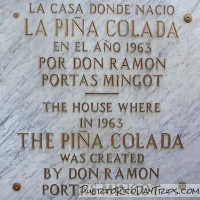 LA CASA DONDE NACIO
LA PIÑA COLADA
EN EL AÑO 1963
POR DON RAMON
PORTAS MINGOT
THE HOUSE WHERE
IN 1963
THE PIÑA COLADA
WAS CREATED
BY DON RAMON
PORT
PUERTORICODAYTRIPS.COM